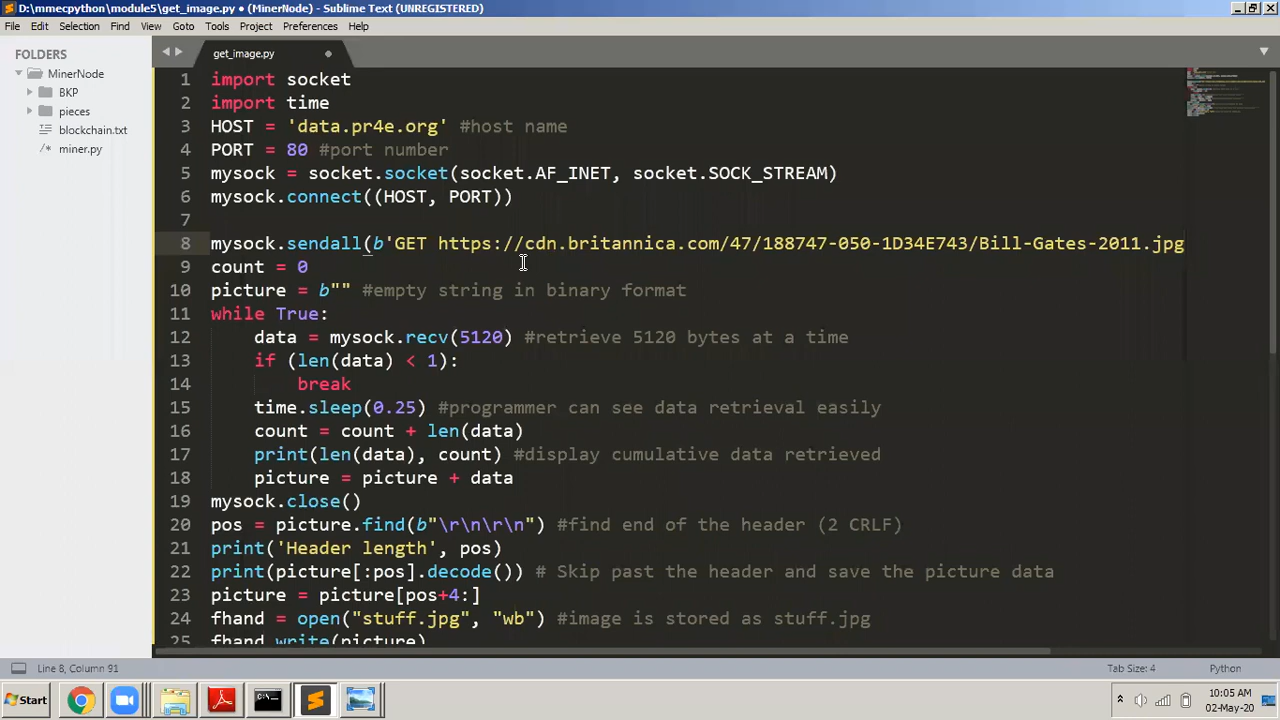 D:\mmecpython\module5\get_image.py (MinerNode) - Sublime Text (UNREGISTERED)
File Edit Selection Find View Goto Tools Project Preferences Help
FOLDERS
MinerNode
BKP
pieces
blockchain.txt
miner.py
get_image.py
1 import socket
2 import time
3 HOST = 'data.pr4e.org' #host name
4 PORT = 80 #port number
5 mysock = socket.socket(socket.AF_INET, socket.SOCK_STREAM)
6 mysock.connect((HOST, PORT))
7
8 mysock.sendall(b'GET https://cdn.britannica.com/47/188747-050-1D34E743/Bill-Gates-2011.jpg
9 count = 0
10 picture = b"" #empty string in binary format
11 while True:
12 data = mysock.recv(5120) #retrieve 5120 bytes at a time
13 if (len(data) < 1):
14 break
15 time.sleep(0.25) #programmer can see data retrieval easily
16 count = count + len(data)
17 print(len(data), count) #display cumulative data retrieved
18 picture = picture + data
19 mysock.close()
20 pos = picture.find(b"\r\n\r\n") #find end of the header (2 CRLF)
21 print('Header length', pos)
22 print(picture[:pos].decode()) # Skip past the header and save the picture data
23 picture = picture[pos+4:]
24 fhand = open("stuff.jpg", "wb") #image is stored as stuff.jpg
25 fhand.write(picture)
Line 8, Column 91
Tab Size: 4
Python
Start
10:05 AM
02-May-20